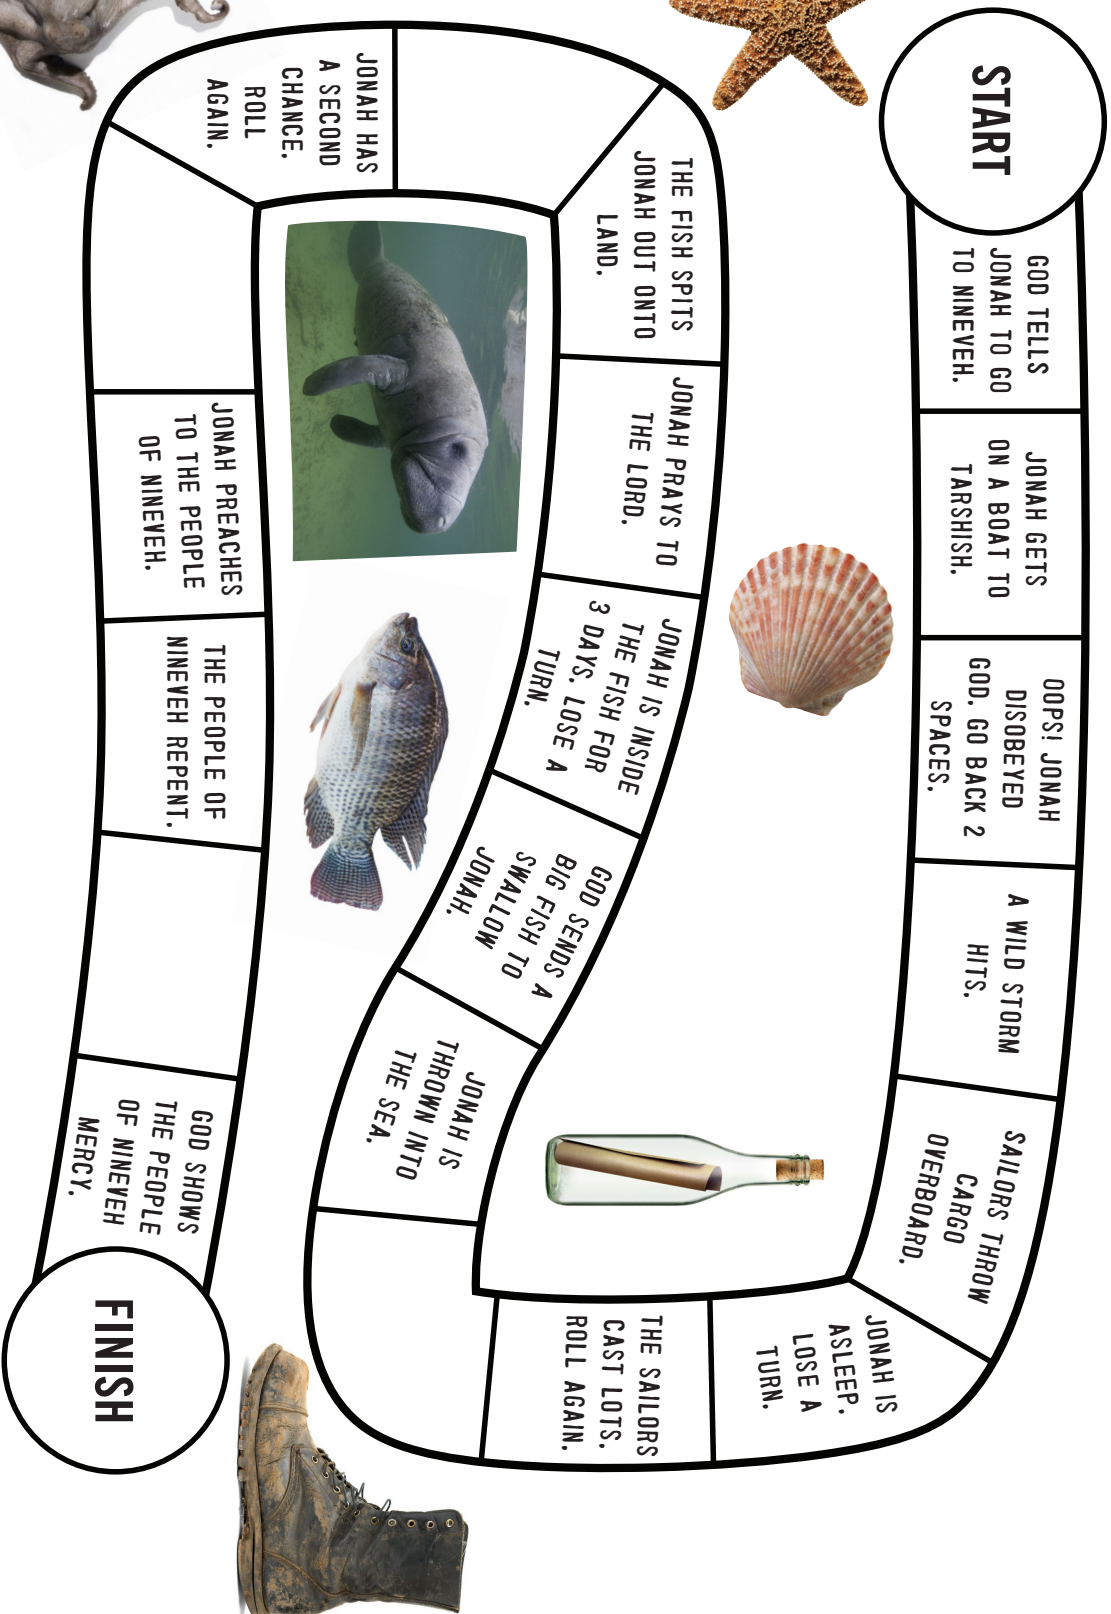 START
GOD TELLS
JONAH TO GO
TO NINEVEH.
JONAH GETS
ON A BOAT TO
TARSHISH.
OOPS! JONAH
DISOBEYED
GOD. GO BACK 2
SPACES.
A WILD STORM
HITS.
SAILORS THROW
CARGO
OVERBOARD.
JONAH IS
ASLEEP.
LOSE A
TURN.
THE SAILORS
CAST LOTS.
ROLL AGAIN.
JONAH IS
THROWN INTO
THE SEA.
GOD SENDS A
BIG FISH TO
SWALLOW
JONAH.
JONAH IS INSIDE
THE FISH FOR
3 DAYS. LOSE A
TURN.
JONAH PRAYS TO
THE LORD.
THE FISH SPITS
JONAH OUT ONTO
LAND.
JONAH HAS
A SECOND
CHANCE.
ROLL
AGAIN.
JONAH PREACHES
TO THE PEOPLE
OF NINEVEH.
THE PEOPLE OF
NINEVEH REPENT.
GOD SHOWS
THE PEOPLE
OF NINEVEH
MERCY.
FINISH